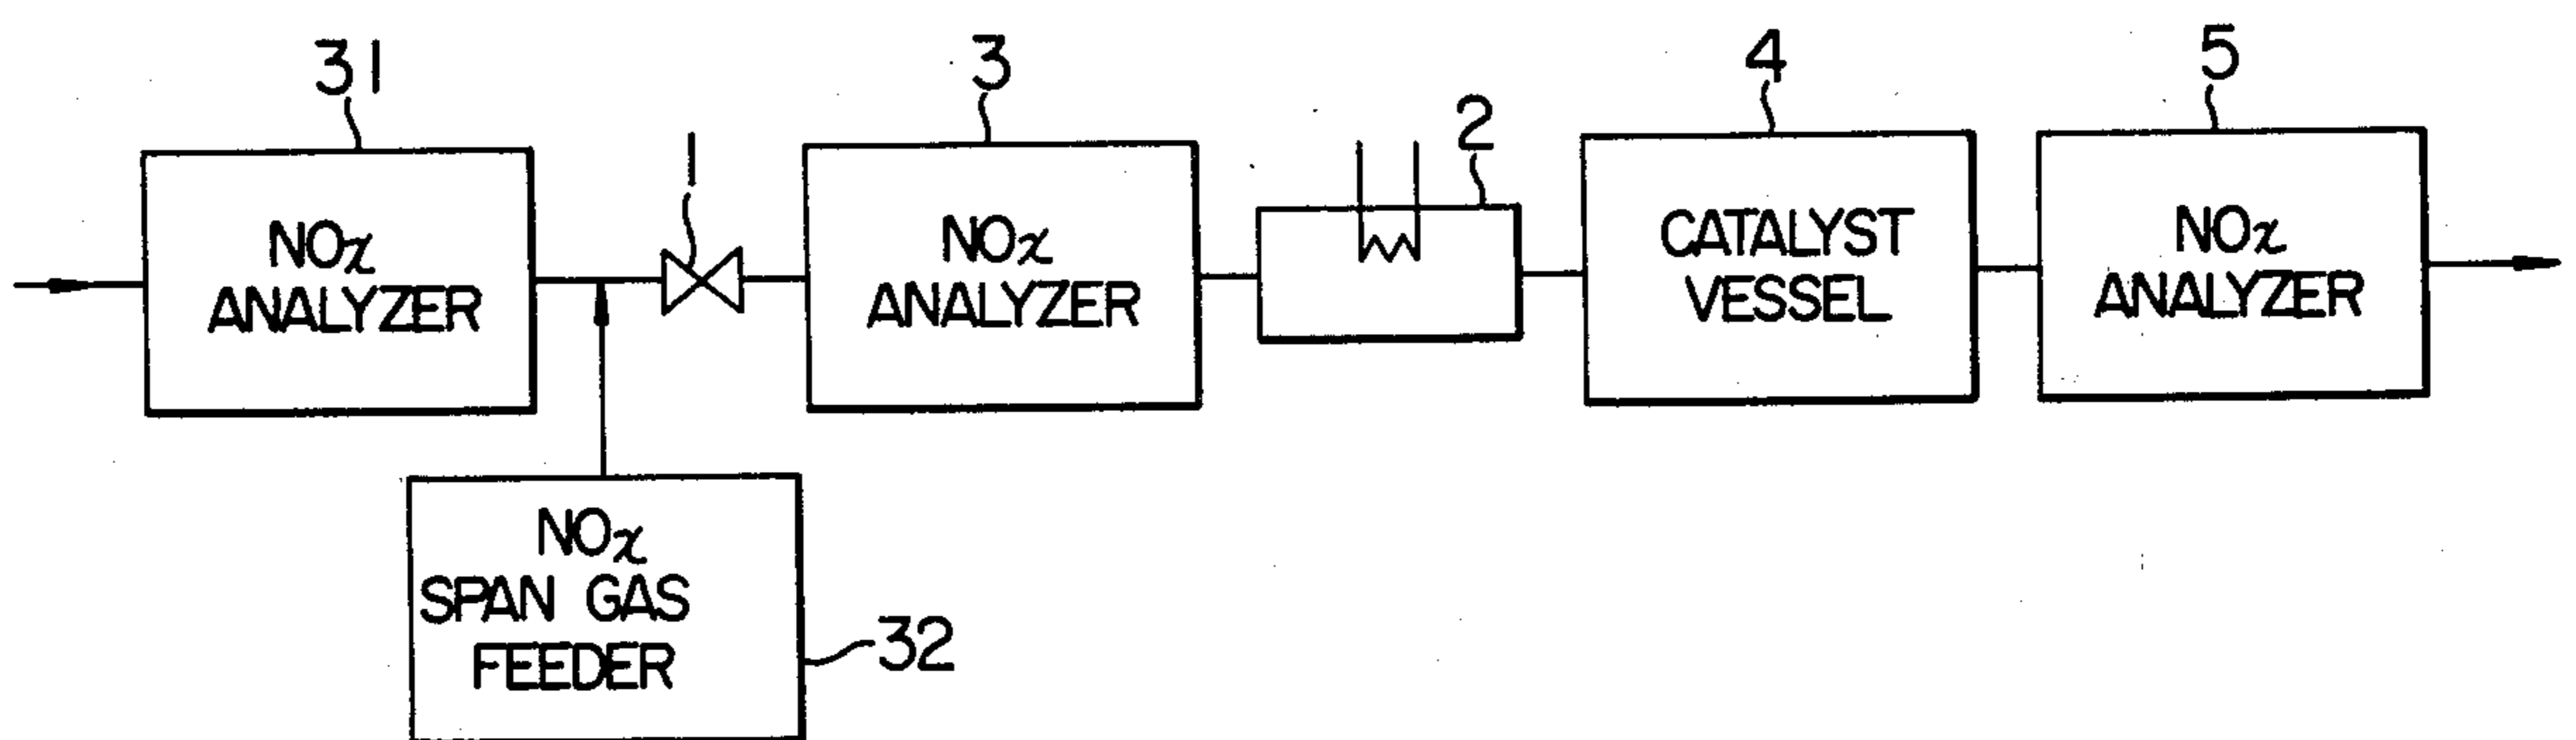 31
1
3
2
4
5
NOx
ANALYZER
NOx
ANALYZER
CATALYST
VESSEL
NOx
ANALYZER
NOx
SPAN GAS
FEEDER
32